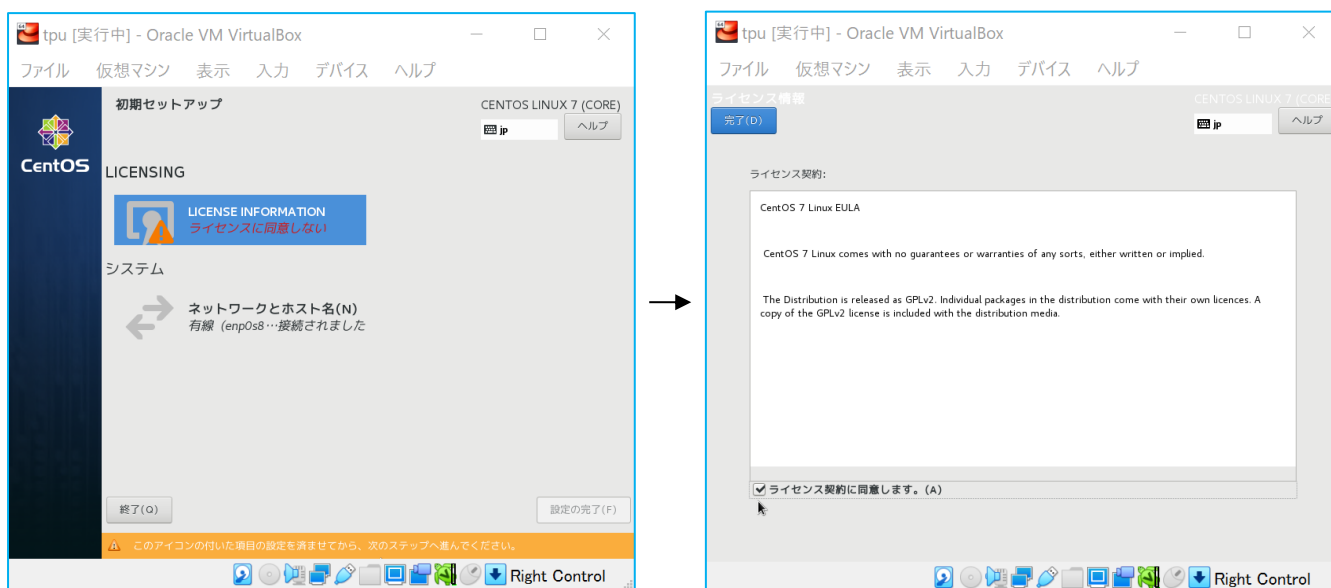 tpu [実行中] - Oracle VM VirtualBox
ファイル 仮想マシン 表示 入力 デバイス ヘルプ
初期セットアップ
CENTOS LINUX 7 (CORE)
jp
ヘルプ
CentOS
LICENSING
LICENSE INFORMATION
ライセンスに同意しない
システム
ネットワークとホスト名(N)
有線 (enp0s8…接続されました
終了(Q)
設定の完了(F)
このアイコンの付いた項目の設定を済ませてから、次のステップへ進んでください。
Right Control
tpu [実行中] - Oracle VM VirtualBox
ファイル 仮想マシン 表示 入力 デバイス ヘルプ
ライセンス情報
CENTOS LINUX 7 (CORE
完了(D)
jp
ヘルプ
ライセンス契約:
CentOS 7 Linux EULA
CentOS 7 Linux comes with no guarantees or warranties of any sorts, either written or implied.
The Distribution is released as GPLv2. Individual packages in the distribution come with their own licences. A
copy of the GPLv2 license is included with the distribution media.
ライセンス契約に同意します。(A)
Right Control